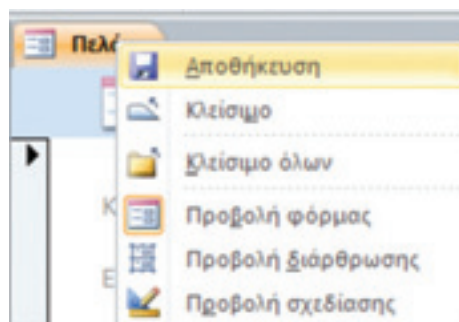 Πελά
Αποθήκευση
Κλείσιμο
Κλείσιμο όλων
Κ
Προβολή φόρμας
Προβολή διάρθρωσης
Ε
Προβολή σχεδίασης